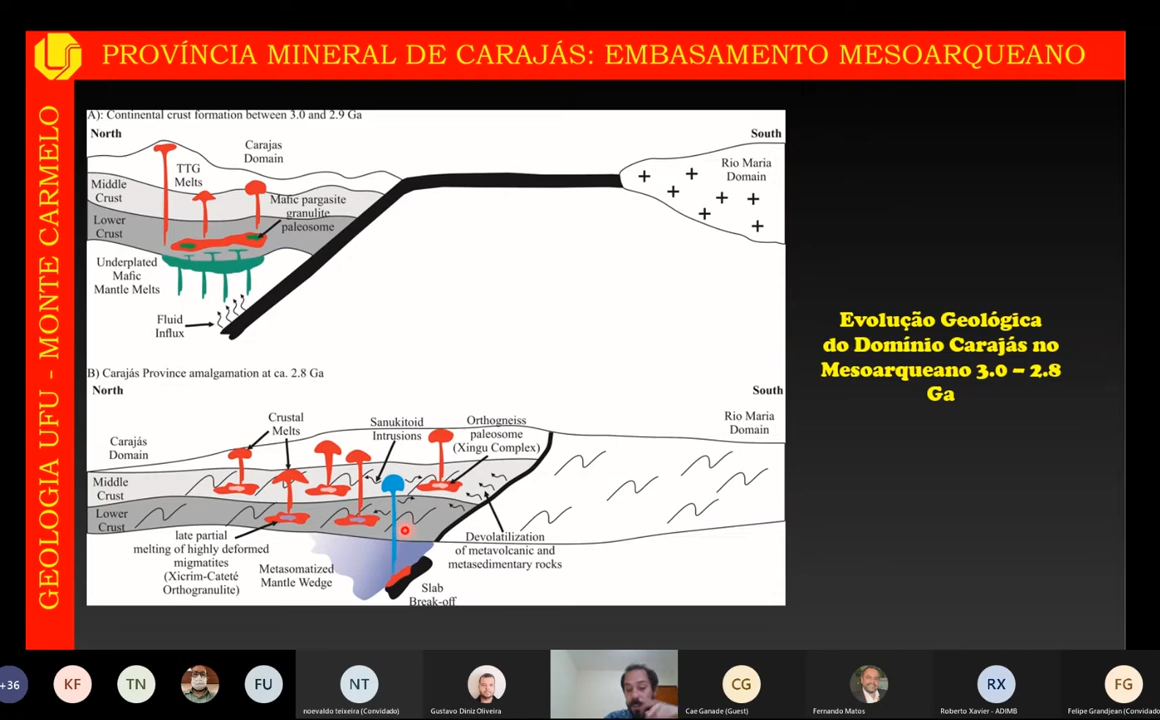 PROVÍNCIA MINERAL DE CARAJÁS: EMBASAMENTO MESOARQUEANO
GEOLOGIA UFU - MONTE CARMELO
A): Continental crust formation between 3.0 and 2.9 Ga
North
South
Carajas
Domain
TTG
Melts
Rio Maria
Domain
Middle
Crust
Mafic pargasite
granulite
paleosome
Lower
Crust
Underplated
Mafic
Mantle Melts
Fluid
Influx
Evolução Geológica
do Domínio Carajás no
Mesoarqueano 3.0 – 2.8
Ga
B) Carajás Province amalgamation at ca. 2.8 Ga
North
South
Crustal
Melts
Sanukitoid
Intrusions
Orthogneiss
paleosome
(Xingu Complex)
Rio Maria
Domain
Carajás
Domain
Middle
Crust
Lower
Crust
late partial
melting of highly deformed
migmatites
(Xicrim-Cateté
Orthogranulite)
Metasomatized
Mantle Wedge
Devolatilization
of metavolcanic and
metasedimentary rocks
Slab
Break-off
+36
KF
TN
FU
NT
CG
RX
FG
noevaldo teixeira (Convidado)
Gustavo Diniz Oliveira
Cae Ganade (Guest)
Fernando Matos
Roberto Xavier - ADIMB
Felipe Grandjean (Convidado)